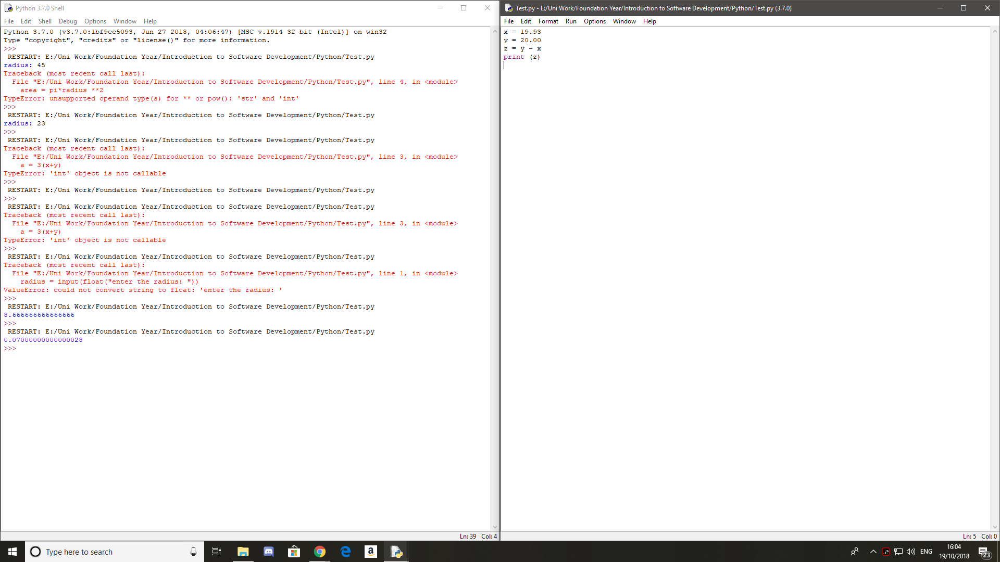 Python 3.7.0 Shell
File Edit Shell Debug Options Window Help
Python 3.7.0 (v3.7.0:1bf9cc5093, Jun 27 2018, 04:06:47) [MSC v.1914 32 bit (Intel)] on win32
Type "copyright", "credits" or "license()" for more information.
>>>
RESTART: E:/Uni Work/Foundation Year/Introduction to Software Development/Python/Test.py
radius: 45
Traceback (most recent call last):
  File "E:/Uni Work/Foundation Year/Introduction to Software Development/Python/Test.py", line 4, in <module>
    area = pi*radius **2
TypeError: unsupported operand type(s) for ** or pow(): 'str' and 'int'
>>>
RESTART: E:/Uni Work/Foundation Year/Introduction to Software Development/Python/Test.py
radius: 23
>>>
RESTART: E:/Uni Work/Foundation Year/Introduction to Software Development/Python/Test.py
Traceback (most recent call last):
  File "E:/Uni Work/Foundation Year/Introduction to Software Development/Python/Test.py", line 3, in <module>
    a = 3(x+y)
TypeError: 'int' object is not callable
>>>
RESTART: E:/Uni Work/Foundation Year/Introduction to Software Development/Python/Test.py
>>>
RESTART: E:/Uni Work/Foundation Year/Introduction to Software Development/Python/Test.py
Traceback (most recent call last):
  File "E:/Uni Work/Foundation Year/Introduction to Software Development/Python/Test.py", line 3, in <module>
    a = 3(x+y)
TypeError: 'int' object is not callable
>>>
RESTART: E:/Uni Work/Foundation Year/Introduction to Software Development/Python/Test.py
Traceback (most recent call last):
  File "E:/Uni Work/Foundation Year/Introduction to Software Development/Python/Test.py", line 1, in <module>
    radius = input(float("enter the radius: "))
ValueError: could not convert string to float: 'enter the radius: '
>>>
RESTART: E:/Uni Work/Foundation Year/Introduction to Software Development/Python/Test.py
8.666666666666666
>>>
RESTART: E:/Uni Work/Foundation Year/Introduction to Software Development/Python/Test.py
0.07000000000000028
>>>
Ln: 39 Col: 4
Test.py - E:/Uni Work/Foundation Year/Introduction to Software Development/Python/Test.py (3.7.0)
File Edit Format Run Options Window Help
x = 19.93
y = 20.00
z = y - x
print (z)
Ln: 5 Col: 0
Type here to search
a
ENG
16:04
19/10/2018
23